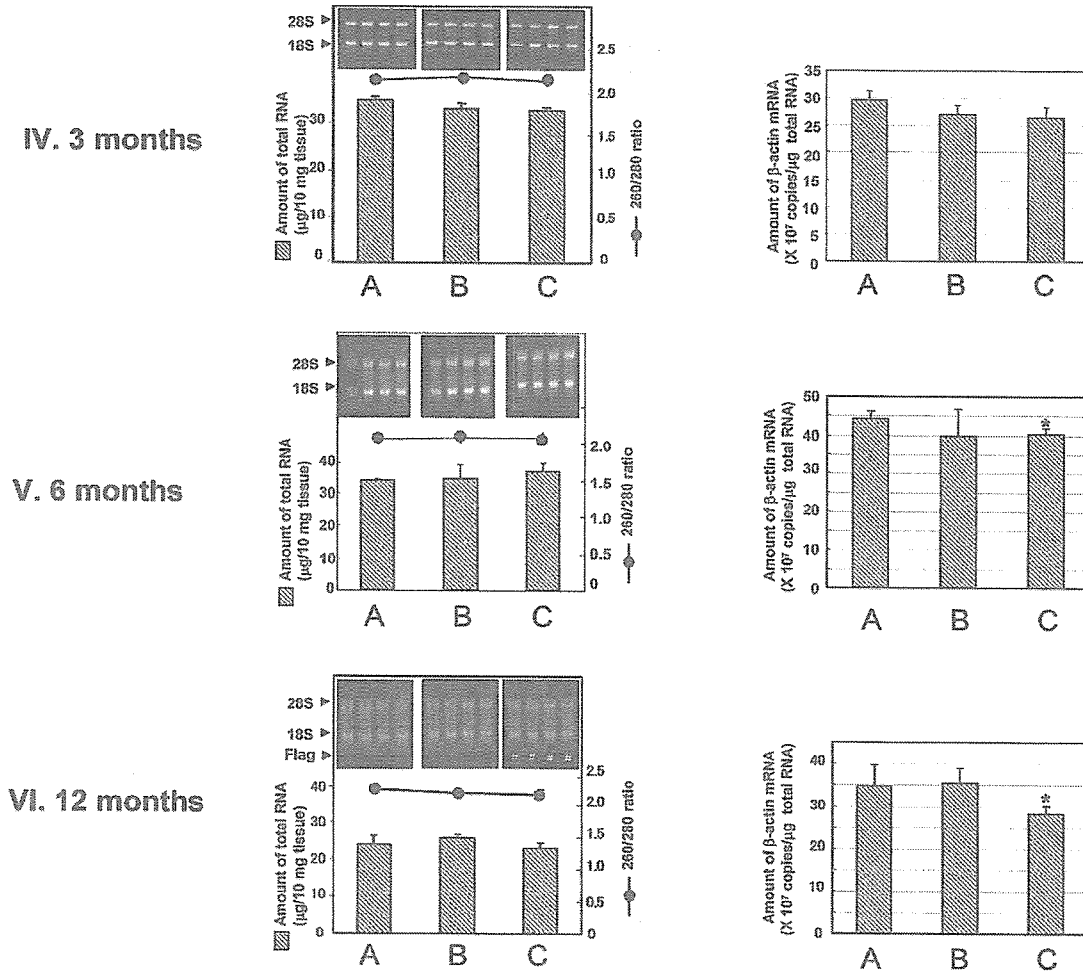 IV. 3 months
28S
18S
Amount of total RNA
(µg/10 mg tissue)
30
20
10
0
2.5
2.0
1.5
1.0
0.5
0
260/280 ratio
A B C
Amount of β-actin mRNA
(X 10⁷ copies/µg total RNA)
35
30
25
20
15
10
5
0
A B C
V. 6 months
28S
18S
Amount of total RNA
(µg/10 mg tissue)
40
30
20
10
0
2.0
1.5
1.0
0.5
0
260/280 ratio
A B C
Amount of β-actin mRNA
(X 10⁷ copies/µg total RNA)
50
40
30
20
10
0
*
A B C
VI. 12 months
28S
18S
Flag
Amount of total RNA
(µg/10 mg tissue)
40
30
20
10
0
2.5
2.0
1.5
1.0
0.5
0
260/280 ratio
A B C
Amount of β-actin mRNA
(X 10⁷ copies/µg total RNA)
40
30
20
10
0
*
A B C